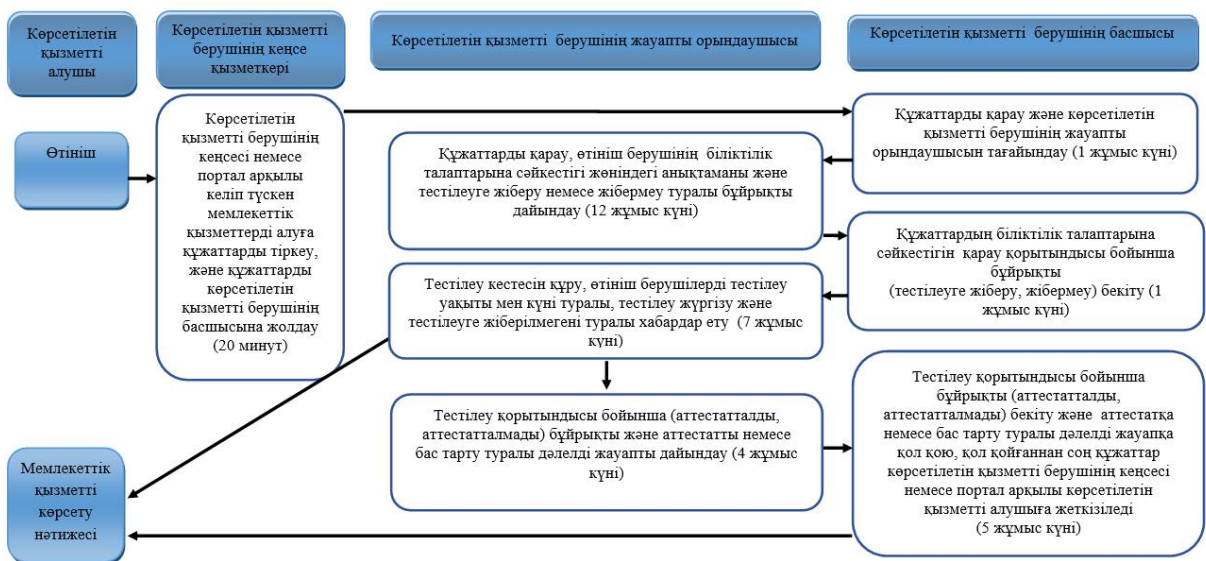 Көрсетілетін
қызметті
алушы
Көрсетілетін қызметті
берушінің кеңсе
қызметкері
Көрсетілетін қызметті берушінің жауапты орындаушысы
Көрсетілетін қызметті берушінің басшысы
Өтініш
Көрсетілетін
қызметті берушінің
кеңсесі немесе
портал арқылы
келіп түскен
мемлекеттік
қызметтерді алуға
құжаттарды тіркеу,
және құжаттарды
көрсетілетін
қызметті берушінің
басшысына жолдау
(20 минут)
Құжаттарды қарау және көрсетілетін
қызметті берушінің жауапты
орындаушысын тағайындау (1 жұмыс күні)
Құжаттарды қарау, өтініш берушінің біліктілік
талаптарына сәйкестігі жөніндегі анықтаманы және
тестілеуге жіберу немесе жібермеу туралы бұйрықты
дайындау (12 жұмыс күні)
Құжаттардың біліктілік талаптарына
сәйкестігін қарау қорытындысы бойынша
бұйрықты
(тестілеуге жіберу, жібермеу) бекіту (1
жұмыс күні)
Тестілеу кестесін құру, өтініш берушілерді тестілеу
уақыты мен күні туралы, тестілеу жүргізу және
тестілеуге жіберілмегені туралы хабардар ету (7 жұмыс
күні)
Тестілеу қорытындысы бойынша (аттестатталды,
аттестатталмады) бұйрықты және аттестатты немесе
бас тарту туралы дәлелді жауапты дайындау (4 жұмыс
күні)
Тестілеу қорытындысы бойынша
бұйрықты (аттестатталды,
аттестатталмады) бекіту және аттестатқа
немесе бас тарту туралы дәлелді жауапқа
қол қою, қол қойғаннан соң құжаттар
көрсетілетін қызметті берушінің кеңсесі
немесе портал арқылы көрсетілетін
қызметті алушыға жеткізіледі
(5 жұмыс күні)
Мемлекеттік
қызметті
көрсету
нәтижесі